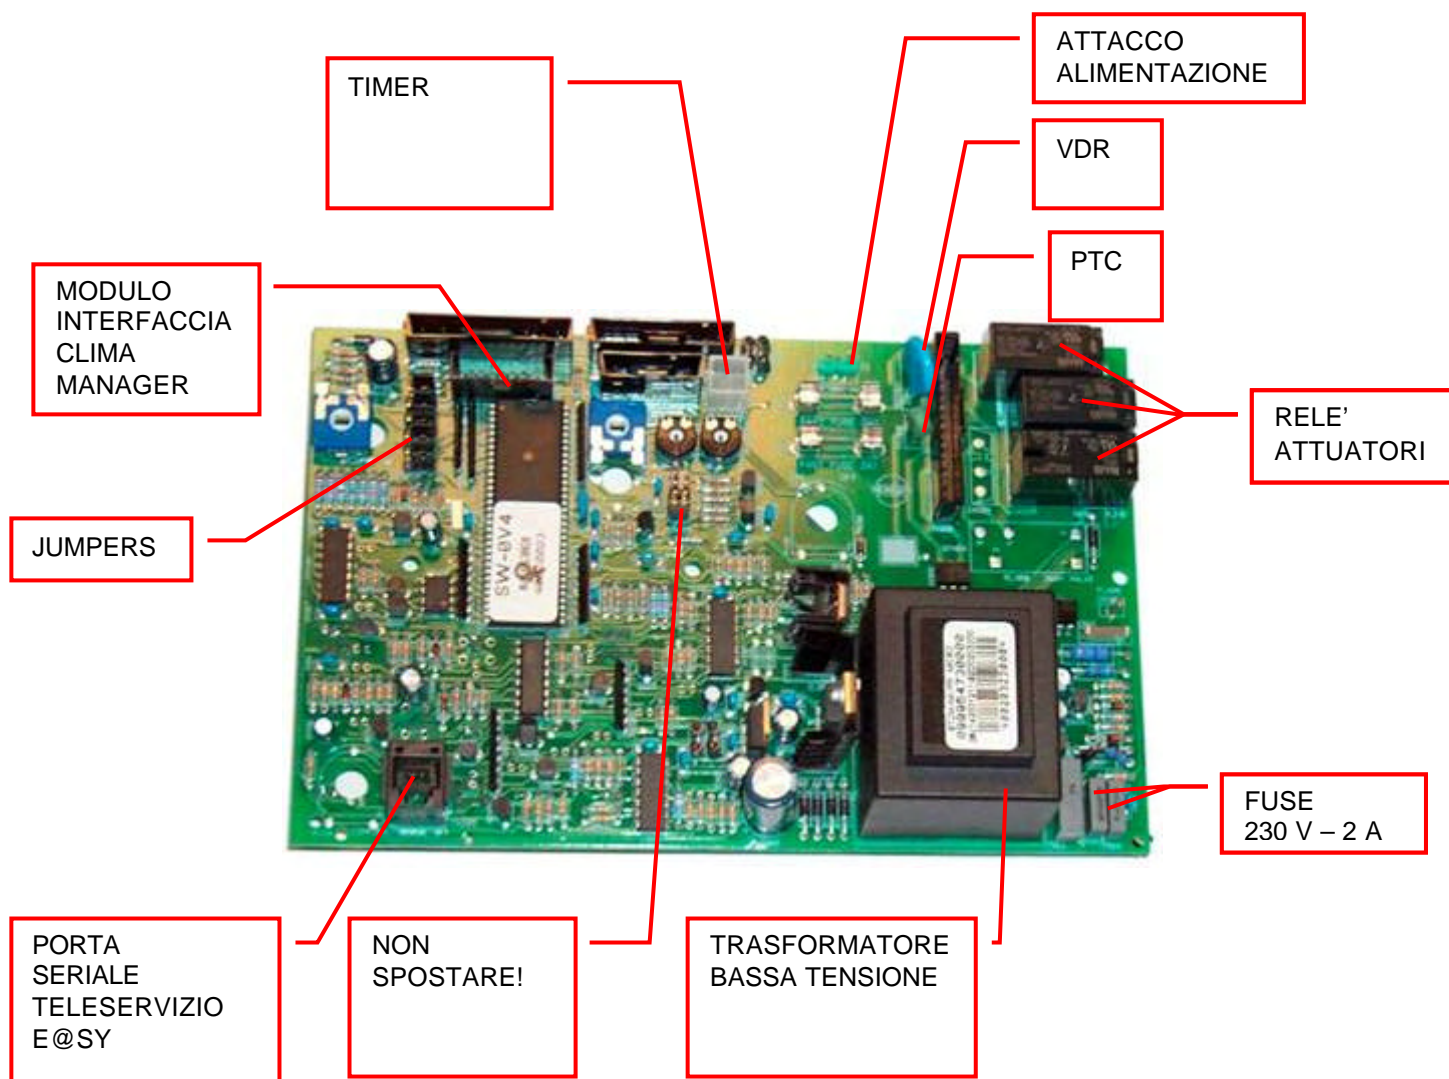 ATTACCO
ALIMENTAZIONE
TIMER
VDR
PTC
MODULO
INTERFACCIA
CLIMA
MANAGER
RELE’
ATTUATORI
JUMPERS
SW-0V4
FUSE
230 V – 2 A
PORTA
SERIALE
TELESERVIZIO
E@SY
NON
SPOSTARE!
TRASFORMATORE
BASSA TENSIONE